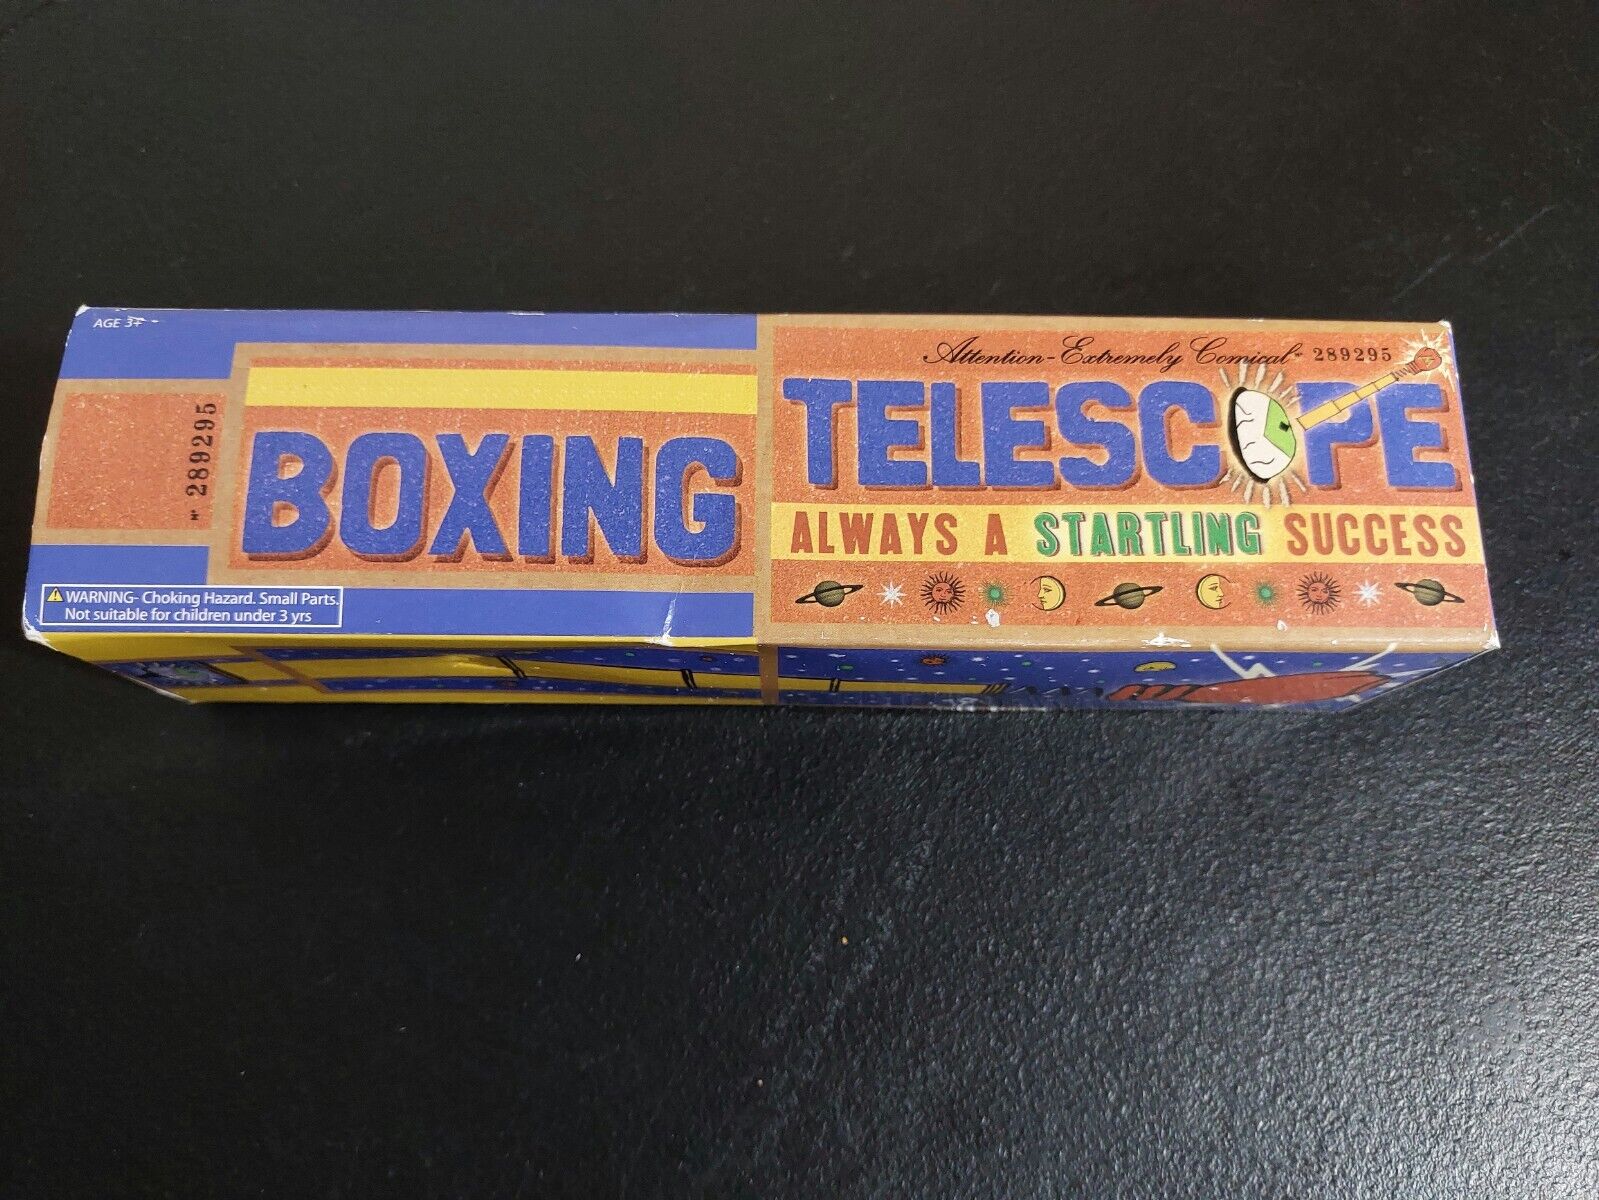 AGE 3+
Nº 289295
BOXING
⚠ WARNING- Choking Hazard. Small Parts.
Not suitable for children under 3 yrs
Attention-Extremely Comical Nº 289295
TELESCOPE
ALWAYS A STARTLING SUCCESS